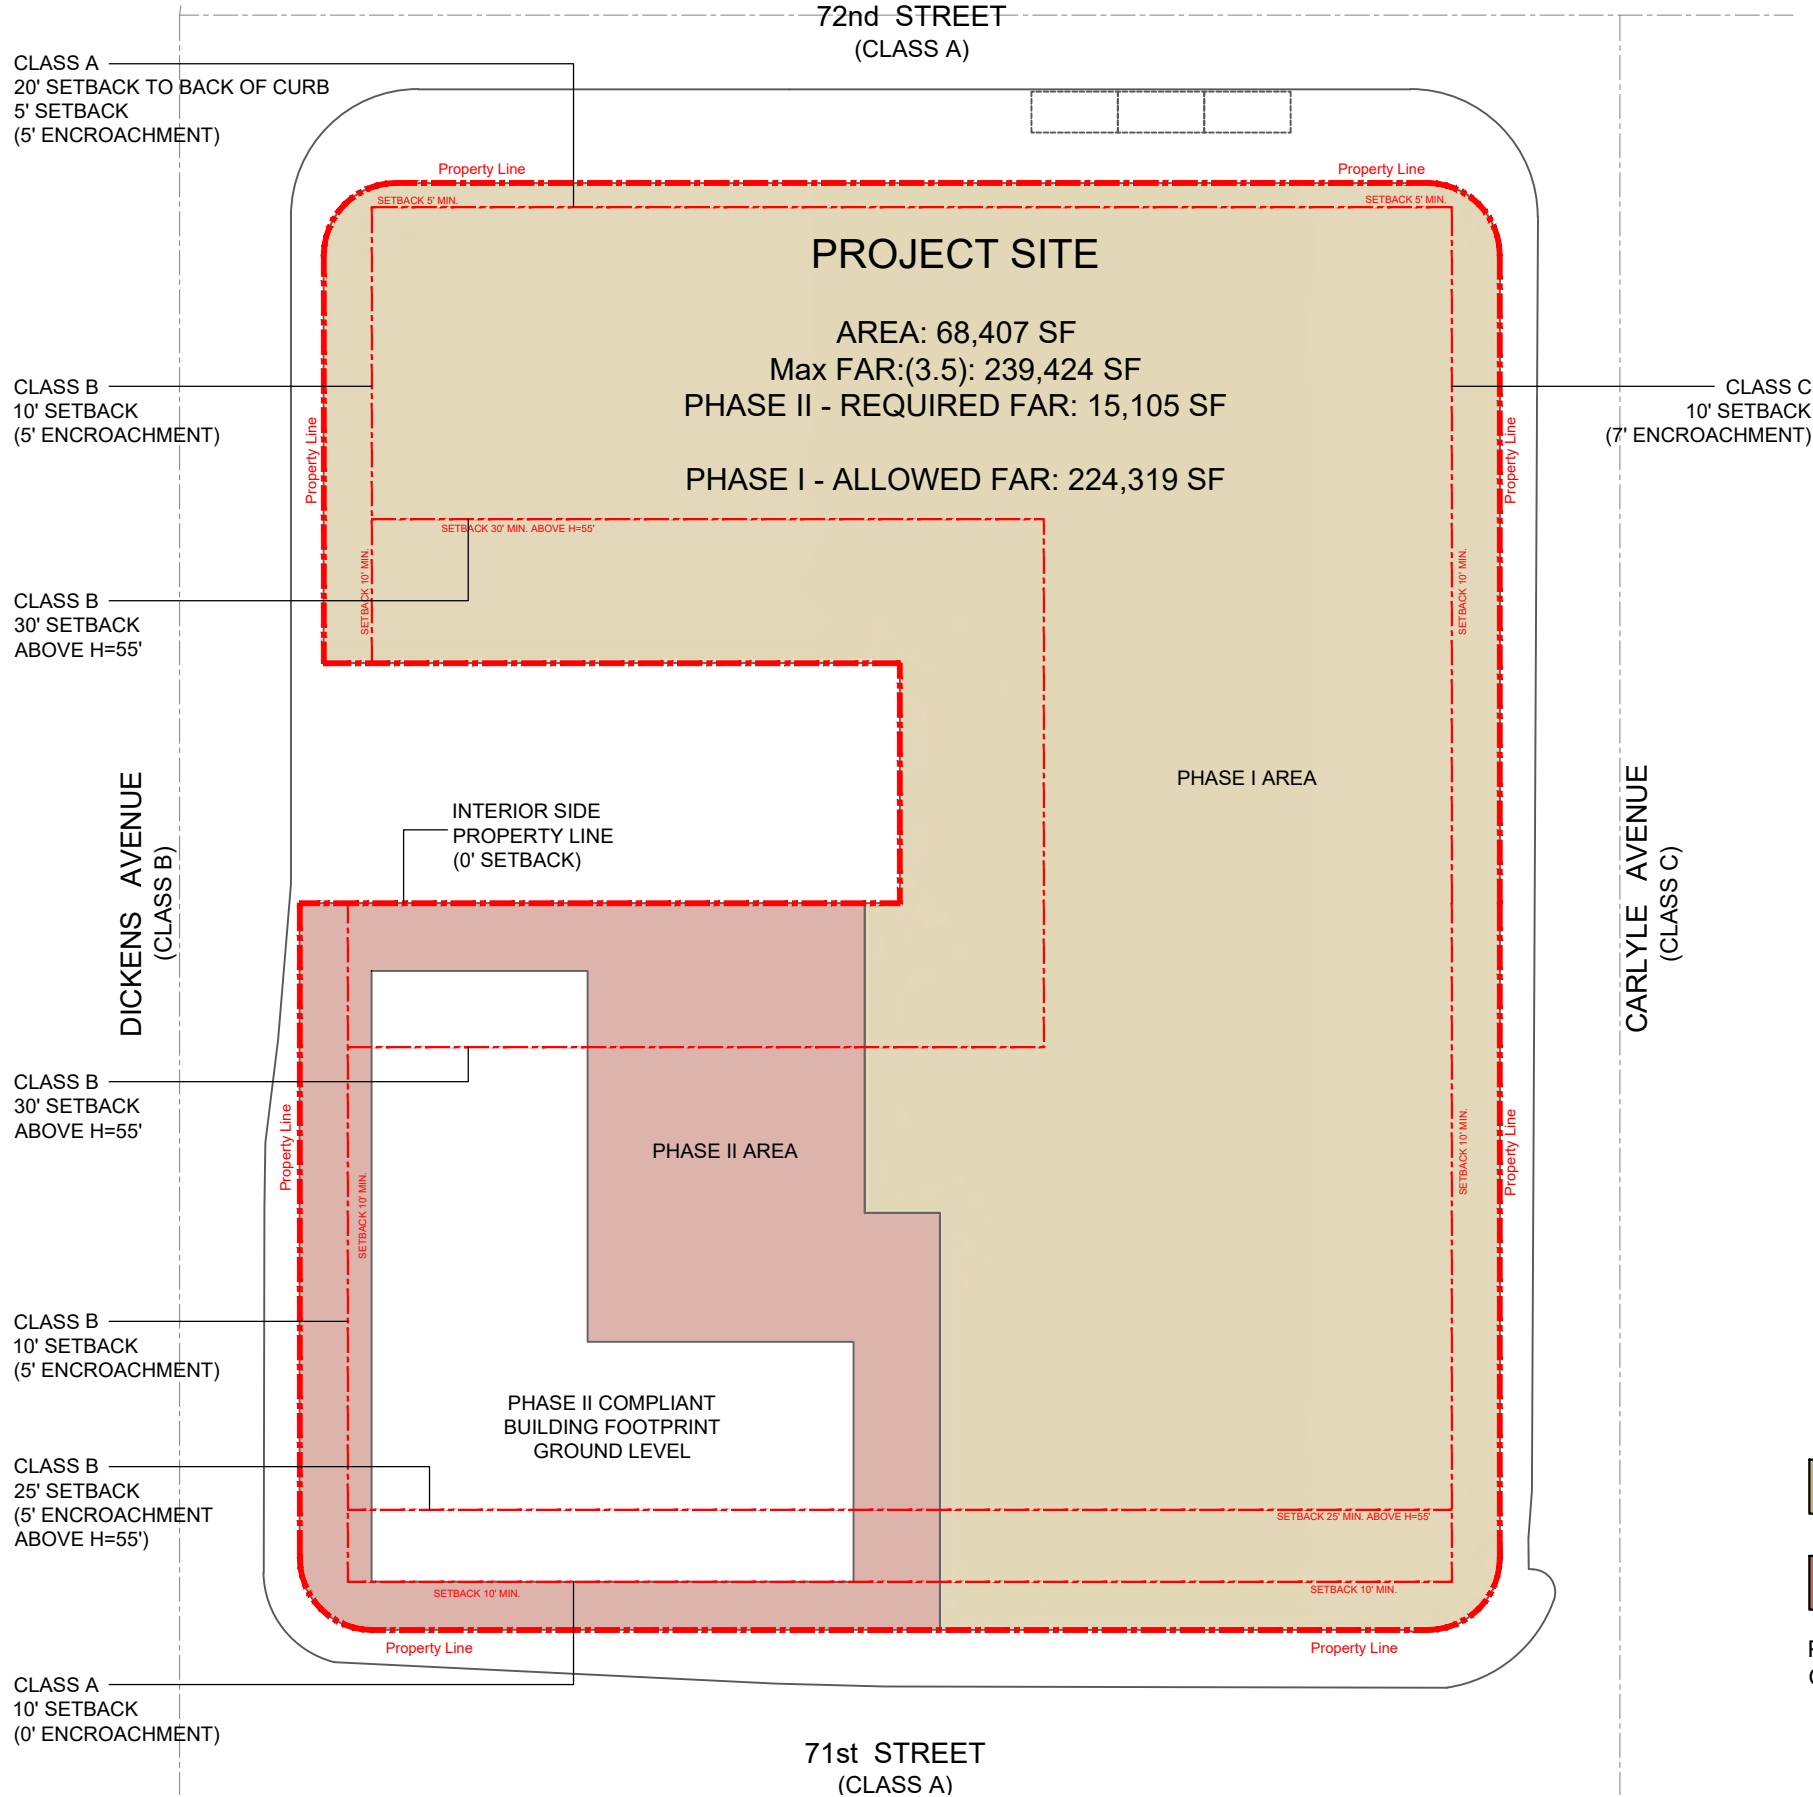 72nd STREET
(CLASS A)
CLASS A
20' SETBACK TO BACK OF CURB
5' SETBACK
(5' ENCROACHMENT)
Property Line
Property Line
SETBACK 5' MIN.
SETBACK 5' MIN.
PROJECT SITE
AREA: 68,407 SF
Max FAR:(3.5): 239,424 SF
PHASE II - REQUIRED FAR: 15,105 SF
PHASE I - ALLOWED FAR: 224,319 SF
CLASS B
10' SETBACK
(5' ENCROACHMENT)
CLASS C
10' SETBACK
(7' ENCROACHMENT)
Property Line
Property Line
SETBACK 30' MIN. ABOVE H=55'
SETBACK 10' MIN.
SETBACK 10' MIN.
CLASS B
30' SETBACK
ABOVE H=55'
PHASE I AREA
DICKENS AVENUE
(CLASS B)
INTERIOR SIDE
PROPERTY LINE
(0' SETBACK)
CARLYLE AVENUE
(CLASS C)
CLASS B
30' SETBACK
ABOVE H=55'
Property Line
SETBACK 10' MIN.
PHASE II AREA
SETBACK 10' MIN.
Property Line
CLASS B
10' SETBACK
(5' ENCROACHMENT)
PHASE II COMPLIANT
BUILDING FOOTPRINT
GROUND LEVEL
CLASS B
25' SETBACK
(5' ENCROACHMENT
ABOVE H=55')
SETBACK 25' MIN. ABOVE H=55'
SETBACK 10' MIN.
SETBACK 10' MIN.
Property Line
Property Line
CLASS A
10' SETBACK
(0' ENCROACHMENT)
71st STREET
(CLASS A)